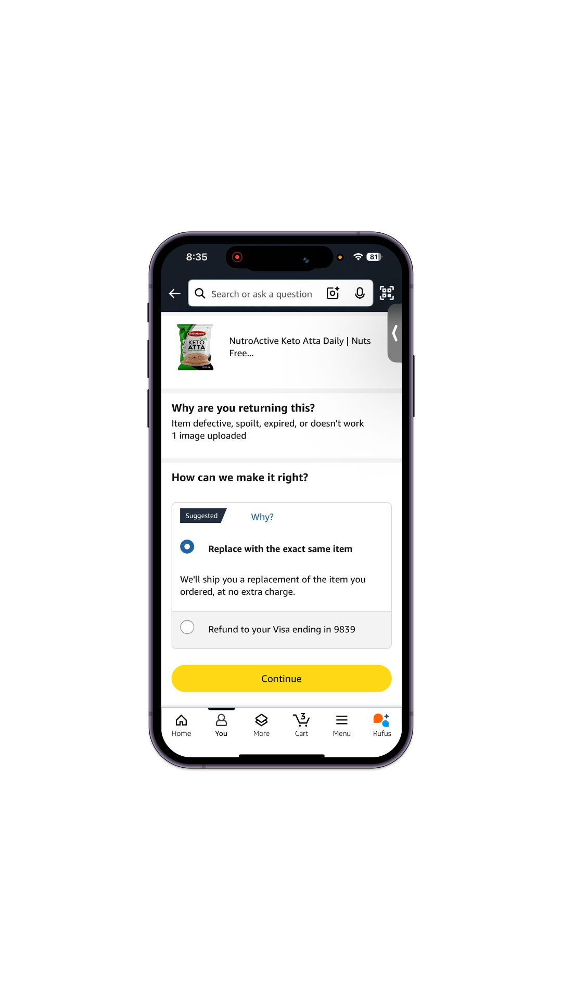 8:35
81
Search or ask a question
NutroActive
Daily
KETO
ATTA
NutroActive Keto Atta Daily | Nuts
Free...
Why are you returning this?
Item defective, spoilt, expired, or doesn't work
1 image uploaded
How can we make it right?
Suggested
Why?
Replace with the exact same item
We'll ship you a replacement of the item you
ordered, at no extra charge.
Refund to your Visa ending in 9839
Continue
3
Home
You
More
Cart
Menu
Rufus